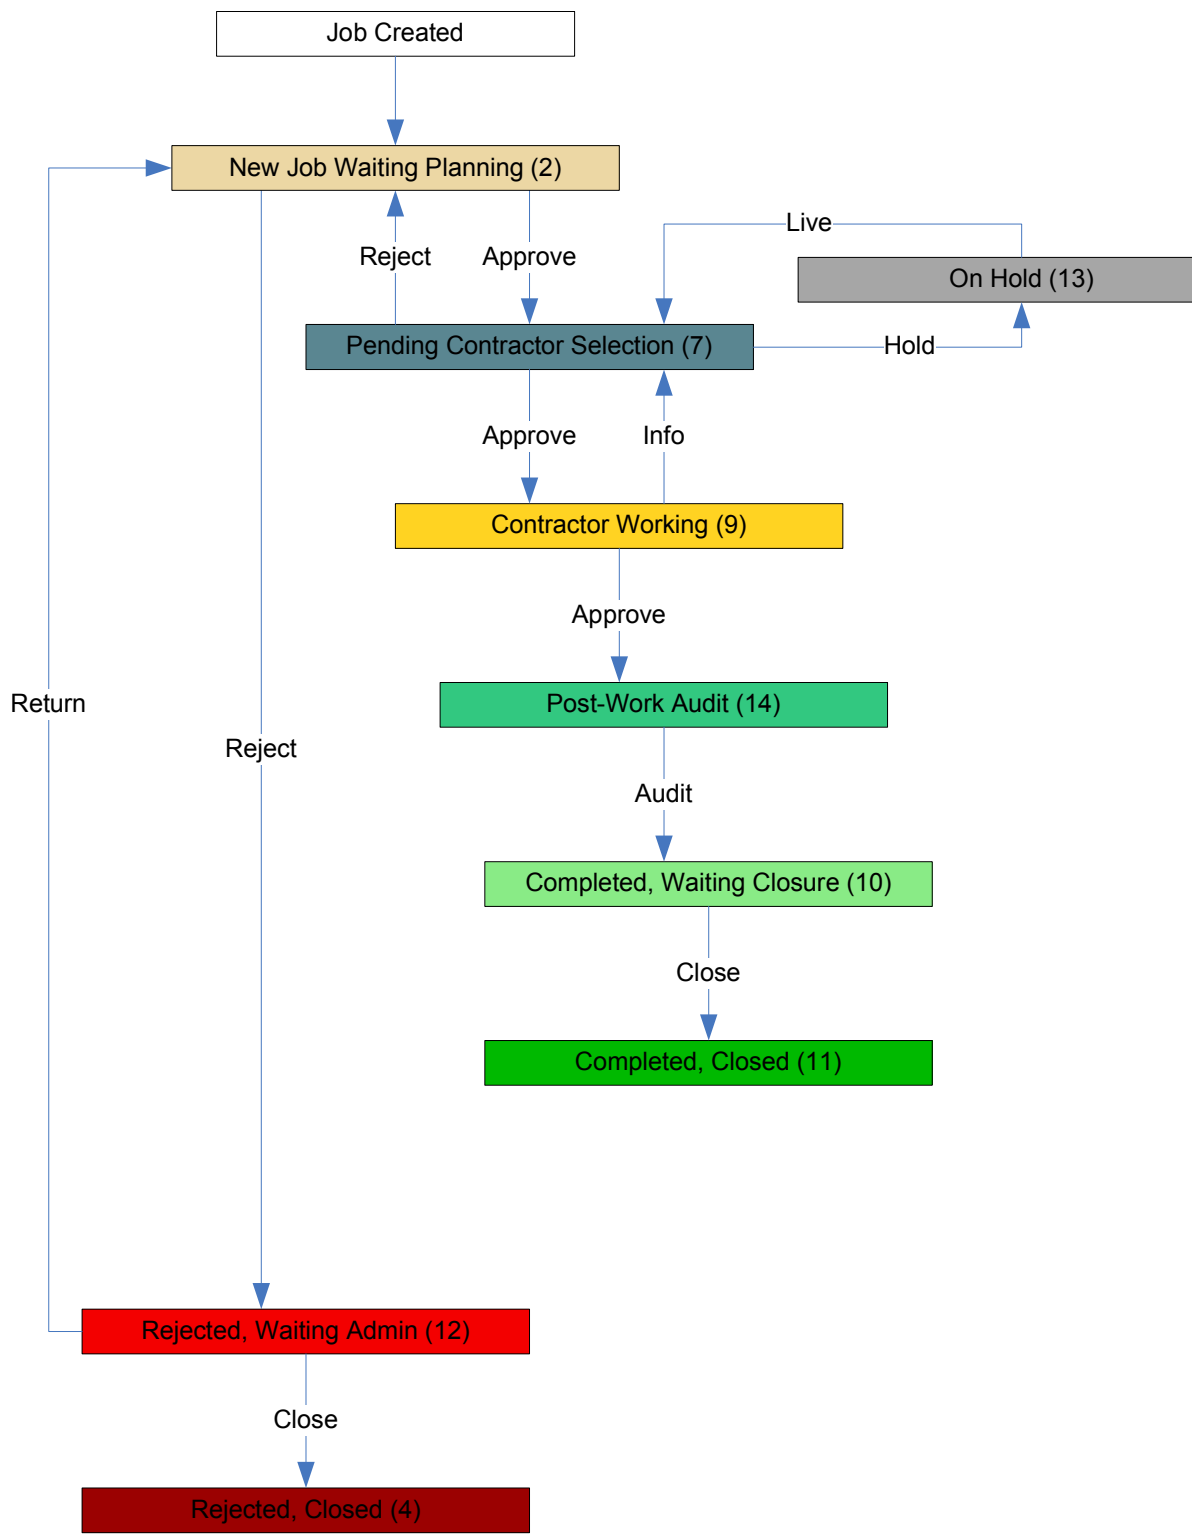 Job Created
New Job Waiting Planning (2)
Live
Reject
Approve
On Hold (13)
Pending Contractor Selection (7)
Hold
Approve
Info
Contractor Working (9)
Approve
Post-Work Audit (14)
Return
Reject
Audit
Completed, Waiting Closure (10)
Close
Completed, Closed (11)
Rejected, Waiting Admin (12)
Close
Rejected, Closed (4)